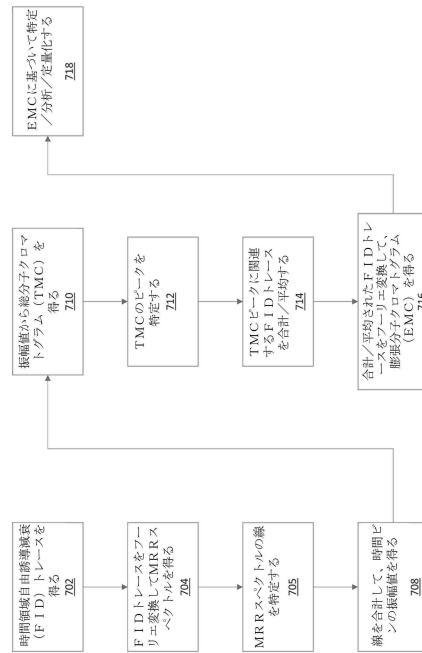 時間領域自由誘導減衰
(FID)トレースを
得る
702
FIDトレースをフー
リエ変換してMRRス
ペクトルを得る
704
MRRスペクトルの線
を特定する
705
線を合計して、時間ビ
ンの振幅値を得る
708
振幅値から総分子クロマ
トグラム(TMC)を
得る
710
TMCのピークを
特定する
712
TMCピークに関連
するFIDトレース
を合計/平均する
714
合計/平均されたFIDトレ
ースをフーリエ変換して、
膨張分子クロマトグラム
(EMC)を得る
716
EMCに基づいて特定
/分析/定量化する
718